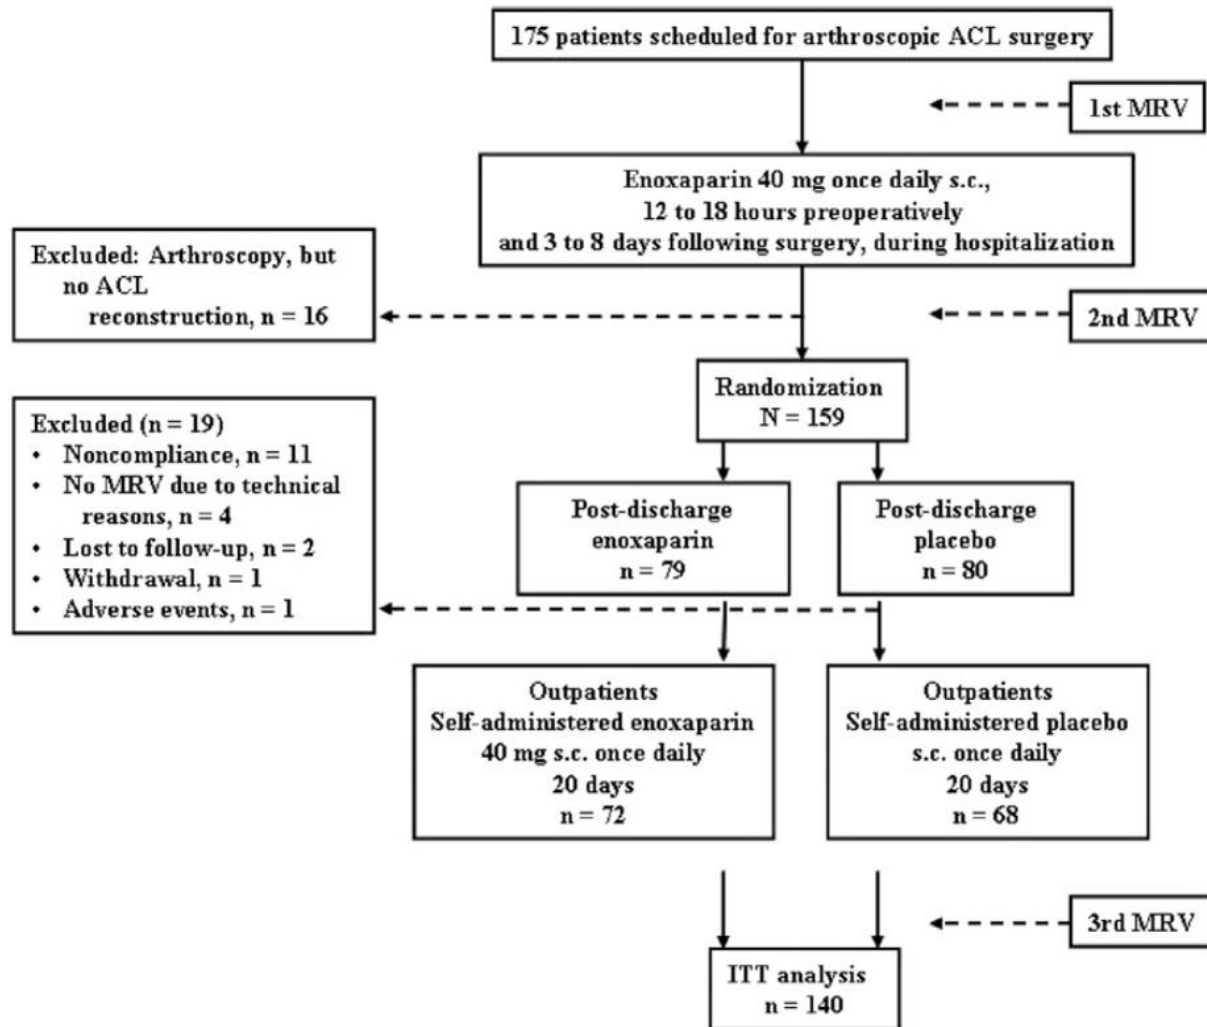 175 patients scheduled for arthroscopic ACL surgery
1st MRV
Enoxaparin 40 mg once daily s.c.,
12 to 18 hours preoperatively
and 3 to 8 days following surgery, during hospitalization
Excluded: Arthroscopy, but
no ACL
reconstruction, n = 16
2nd MRV
Randomization
N = 159
Excluded (n = 19)
• Noncompliance, n = 11
• No MRV due to technical
reasons, n = 4
• Lost to follow-up, n = 2
• Withdrawal, n = 1
• Adverse events, n = 1
Post-discharge
enoxaparin
n = 79
Post-discharge
placebo
n = 80
Outpatients
Self-administered enoxaparin
40 mg s.c. once daily
20 days
n = 72
Outpatients
Self-administered placebo
s.c. once daily
20 days
n = 68
3rd MRV
ITT analysis
n = 140